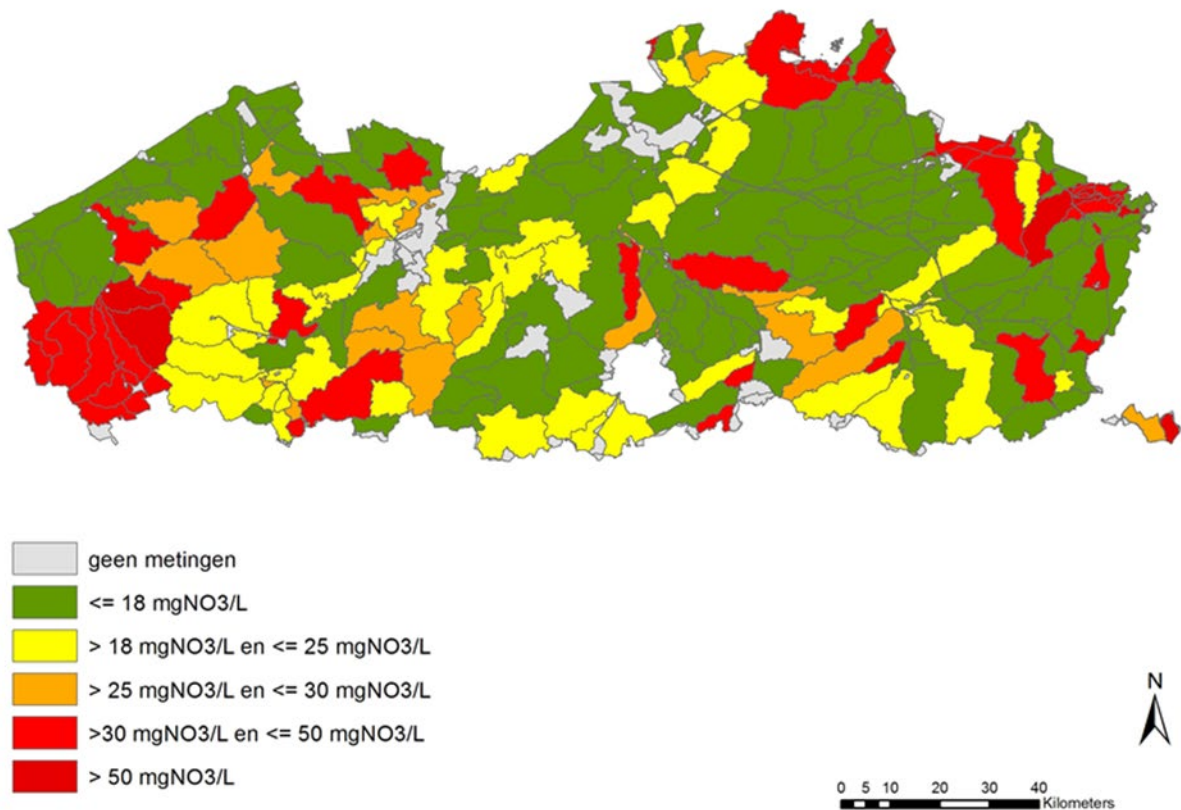 geen metingen
<= 18 mgNO3/L
> 18 mgNO3/L en <= 25 mgNO3/L
> 25 mgNO3/L en <= 30 mgNO3/L
>30 mgNO3/L en <= 50 mgNO3/L
> 50 mgNO3/L
N
0 5 10 20 30 40
Kilometers